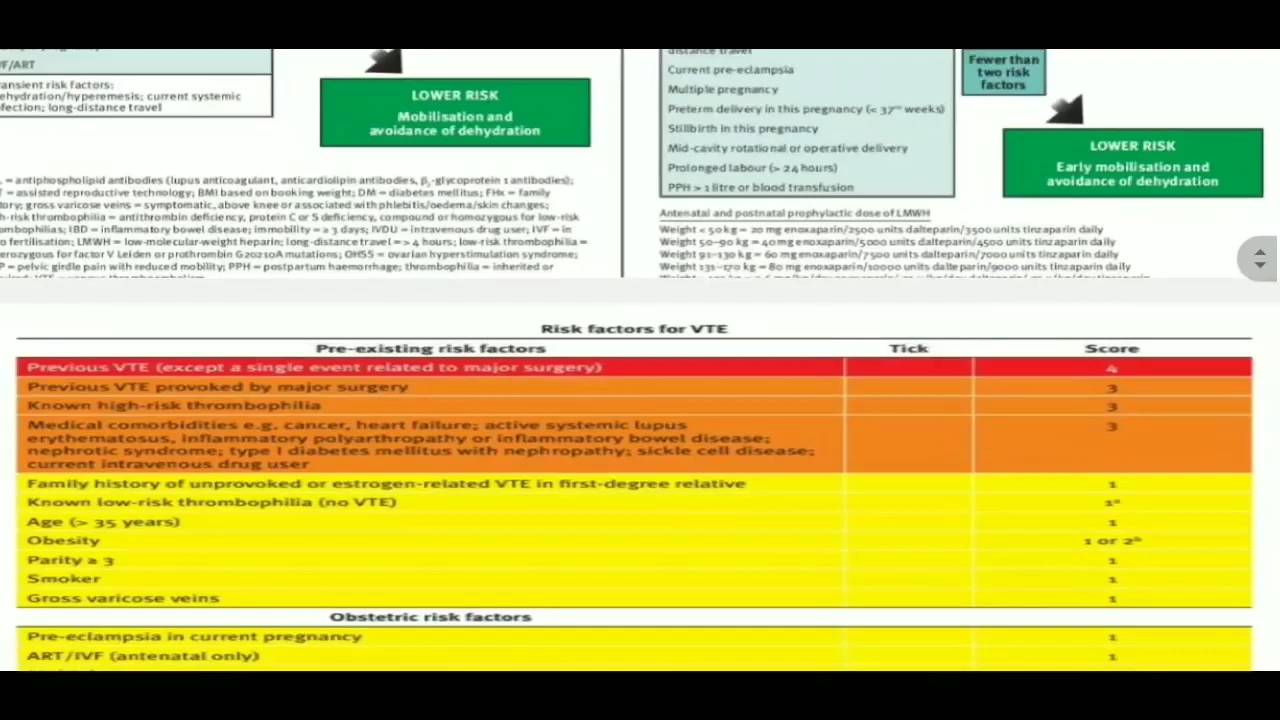 F/ART
ransient risk factors:
ehydration/hyperemesis; current systemic
fection; long-distance travel
LOWER RISK
Mobilisation and
avoidance of dehydration
= antiphospholipid antibodies (lupus anticoagulant, anticardiolipin antibodies, β₂-glycoprotein 1 antibodies);
T = assisted reproductive technology; BMI based on booking weight; DM = diabetes mellitus; FHx = family
tory; gross varicose veins = symptomatic, above knee or associated with phlebitis/oedema/skin changes;
h-risk thrombophilia = antithrombin deficiency, protein C or S deficiency, compound or homozygous for low-risk
ombophilias; IBD = inflammatory bowel disease; immobility = ≥ 3 days; IVDU = intravenous drug user; IVF = in
o fertilisation; LMWH = low-molecular-weight heparin; long-distance travel = > 4 hours; low-risk thrombophilia =
erozygous for factor V Leiden or prothrombin G20210A mutations; OHSS = ovarian hyperstimulation syndrome;
P = pelvic girdle pain with reduced mobility; PPH = postpartum haemorrhage; thrombophilia = inherited or
distance travel
Current pre-eclampsia
Multiple pregnancy
Preterm delivery in this pregnancy (< 37⁺⁰ weeks)
Stillbirth in this pregnancy
Mid-cavity rotational or operative delivery
Prolonged labour (> 24 hours)
PPH > 1 litre or blood transfusion
Fewer than
two risk
factors
LOWER RISK
Early mobilisation and
avoidance of dehydration
Antenatal and postnatal prophylactic dose of LMWH
Weight < 50 kg = 20 mg enoxaparin/2500 units dalteparin/3500 units tinzaparin daily
Weight 50–90 kg = 40 mg enoxaparin/5000 units dalteparin/4500 units tinzaparin daily
Weight 91–130 kg = 60 mg enoxaparin/7500 units dalteparin/7000 units tinzaparin daily
Weight 131–170 kg = 80 mg enoxaparin/10000 units dalteparin/9000 units tinzaparin daily
Risk factors for VTE
Pre-existing risk factors Tick Score
Previous VTE (except a single event related to major surgery) 4
Previous VTE provoked by major surgery 3
Known high-risk thrombophilia 3
Medical comorbidities e.g. cancer, heart failure; active systemic lupus 3
erythematosus, inflammatory polyarthropathy or inflammatory bowel disease;
nephrotic syndrome; type I diabetes mellitus with nephropathy; sickle cell disease;
current intravenous drug user
Family history of unprovoked or estrogen-related VTE in first-degree relative 1
Known low-risk thrombophilia (no VTE) 1ᵃ
Age (> 35 years) 1
Obesity 1 or 2ᵇ
Parity ≥ 3 1
Smoker 1
Gross varicose veins 1
Obstetric risk factors
Pre-eclampsia in current pregnancy 1
ART/IVF (antenatal only) 1